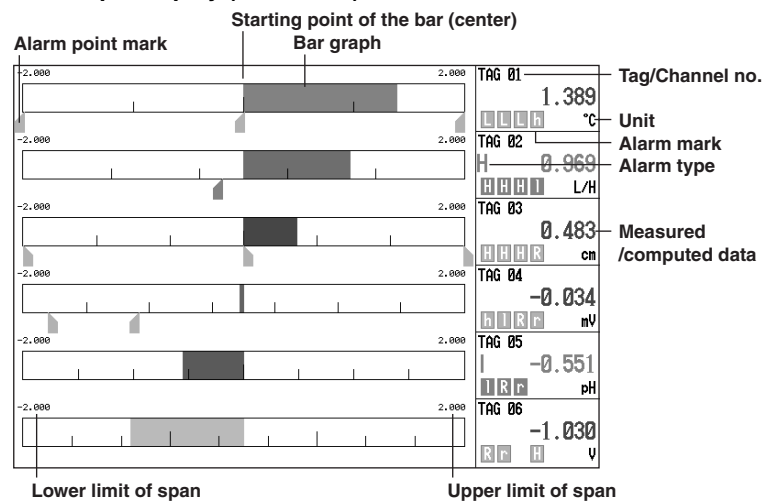 Starting point of the bar (center)
Alarm point mark
Bar graph
-2.000
2.000
TAG 01
Tag/Channel no.
1.389
L L L h
°C
Unit
Alarm mark
-2.000
2.000
TAG 02
H
0.969
Alarm type
H H H l
L/H
-2.000
2.000
TAG 03
0.483
Measured
/computed data
H H H R
cm
-2.000
2.000
TAG 04
-0.034
h l R r
mV
-2.000
2.000
TAG 05
l
-0.551
l R r
pH
-2.000
2.000
TAG 06
-1.030
R r H
V
Lower limit of span
Upper limit of span